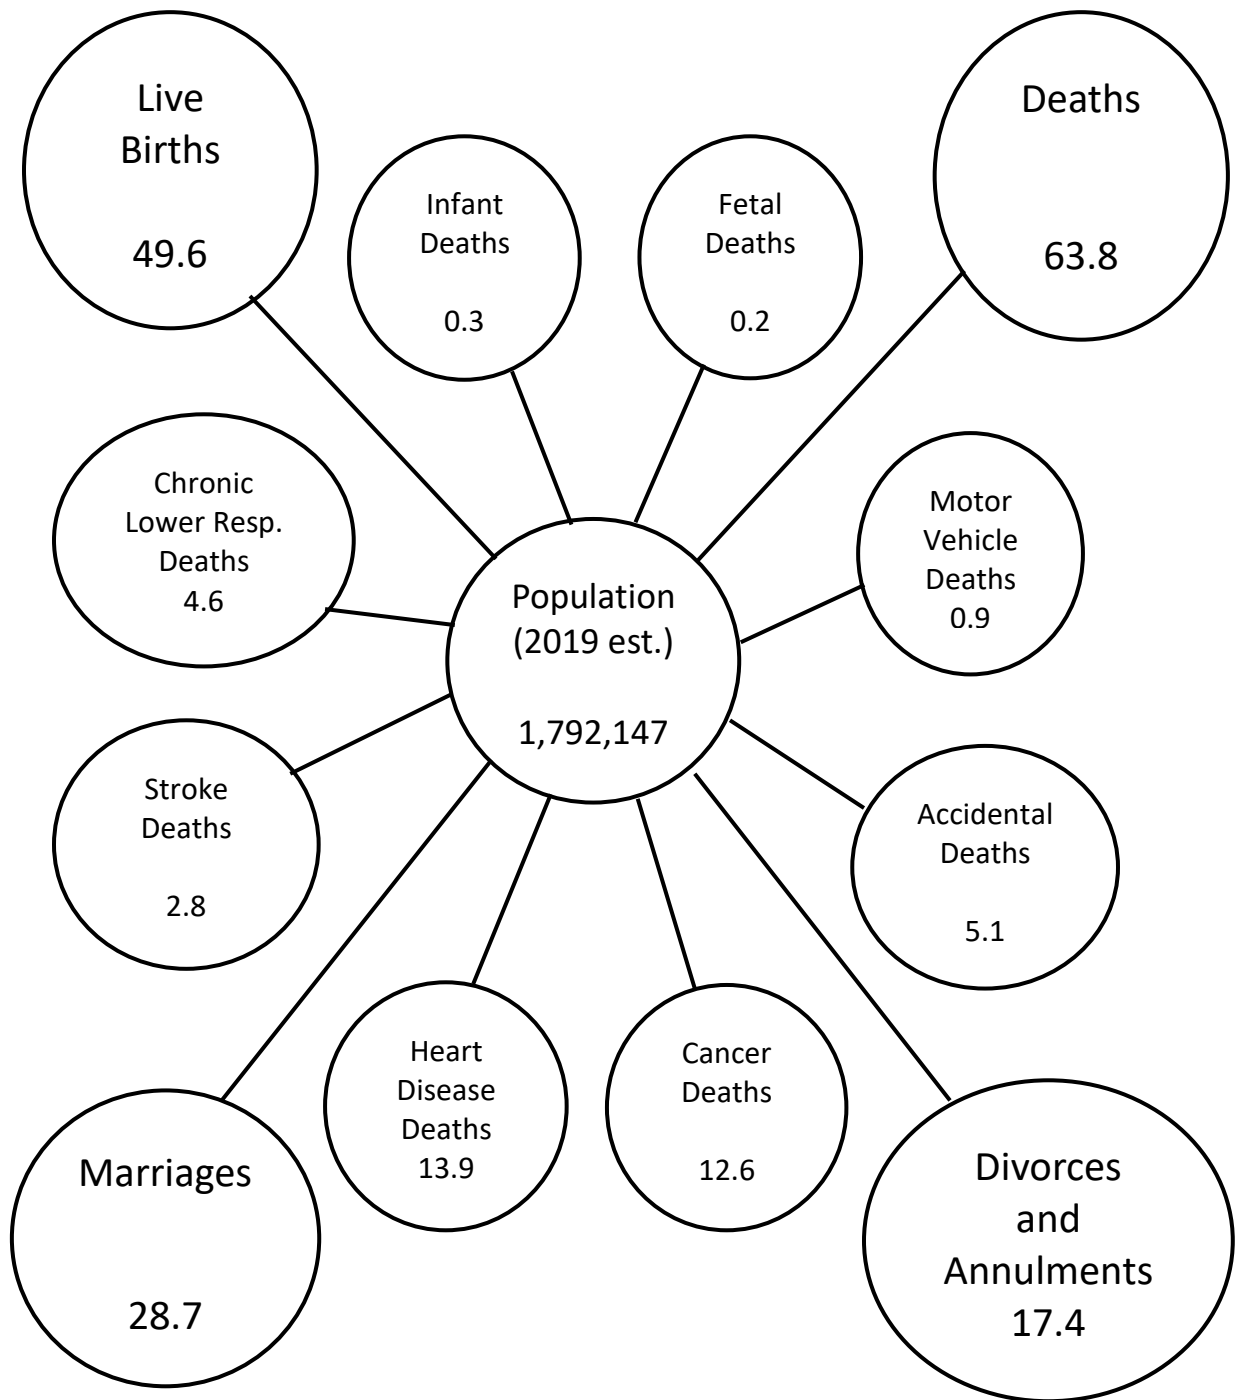 Live
Births
49.6
Deaths
63.8
Infant
Deaths
0.3
Fetal
Deaths
0.2
Chronic
Lower Resp.
Deaths
4.6
Motor
Vehicle
Deaths
0.9
Population
(2019 est.)
1,792,147
Stroke
Deaths
2.8
Accidental
Deaths
5.1
Heart
Disease
Deaths
13.9
Cancer
Deaths
12.6
Marriages
28.7
Divorces
and
Annulments
17.4